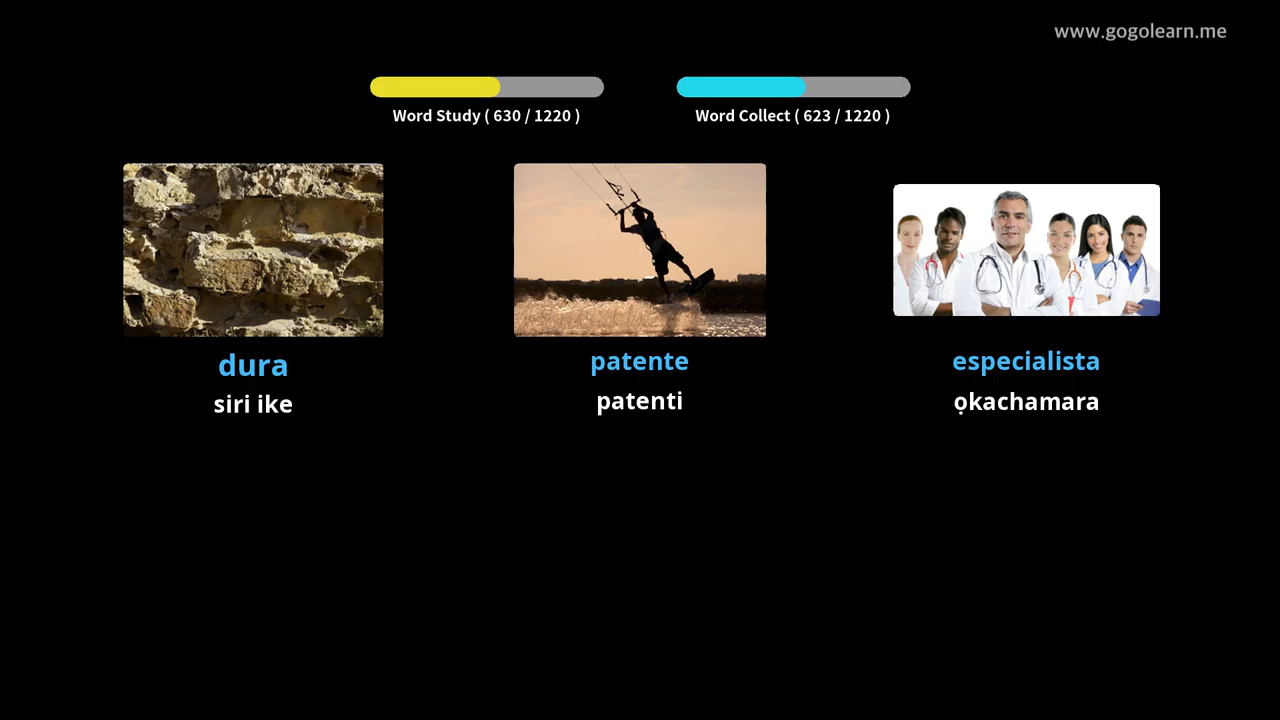 www.gogolearn.me
Word Study ( 630 / 1220 )
Word Collect ( 623 / 1220 )
dura
siri ike
patente
patenti
especialista
ọkachamara